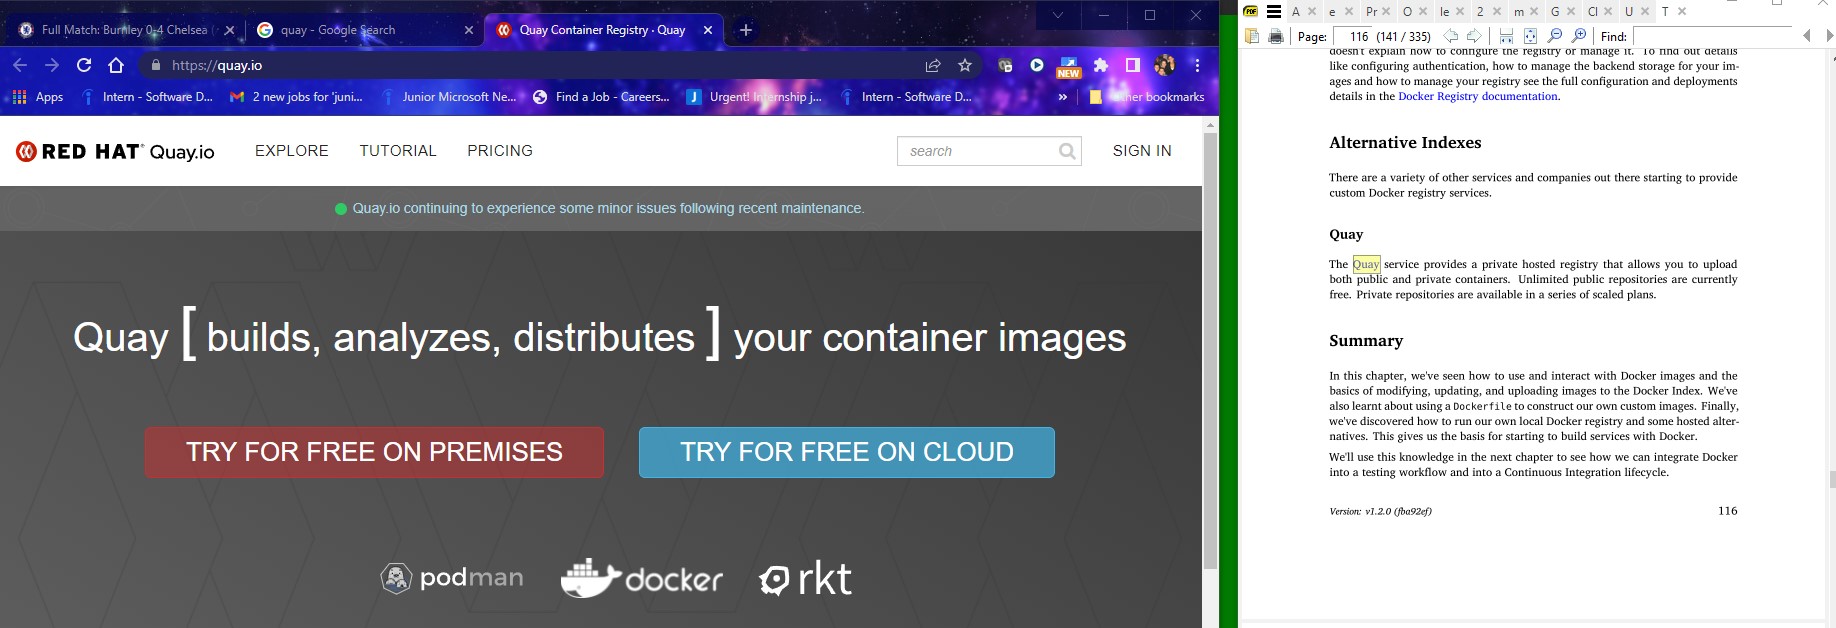 Full Match: Burnley 0-4 Chelsea (
quay - Google Search
Quay Container Registry · Quay
https://quay.io
NEW
Apps
Intern - Software D...
2 new jobs for 'juni...
Junior Microsoft Ne...
Find a Job - Careers...
Urgent! Internship j...
Intern - Software D...
»
bookmarks
RED HAT Quay.io
EXPLORE
TUTORIAL
PRICING
search
SIGN IN
Quay.io continuing to experience some minor issues following recent maintenance.
Quay [ builds, analyzes, distributes ] your container images
TRY FOR FREE ON PREMISES
TRY FOR FREE ON CLOUD
podman
docker
rkt
PDF
A
e
Pr
O
le
2
m
G
Cl
U
T
Page: 116 (141 / 335)
Find:
doesn't explain how to configure the registry or manage it. To find out details
like configuring authentication, how to manage the backend storage for your im-
ages and how to manage your registry see the full configuration and deployments
details in the Docker Registry documentation.
Alternative Indexes
There are a variety of other services and companies out there starting to provide
custom Docker registry services.
Quay
The Quay service provides a private hosted registry that allows you to upload
both public and private containers. Unlimited public repositories are currently
free. Private repositories are available in a series of scaled plans.
Summary
In this chapter, we've seen how to use and interact with Docker images and the
basics of modifying, updating, and uploading images to the Docker Index. We've
also learnt about using a Dockerfile to construct our own custom images. Finally,
we've discovered how to run our own local Docker registry and some hosted alter-
natives. This gives us the basis for starting to build services with Docker.
We'll use this knowledge in the next chapter to see how we can integrate Docker
into a testing workflow and into a Continuous Integration lifecycle.
Version: v1.2.0 (fba92ef)
116